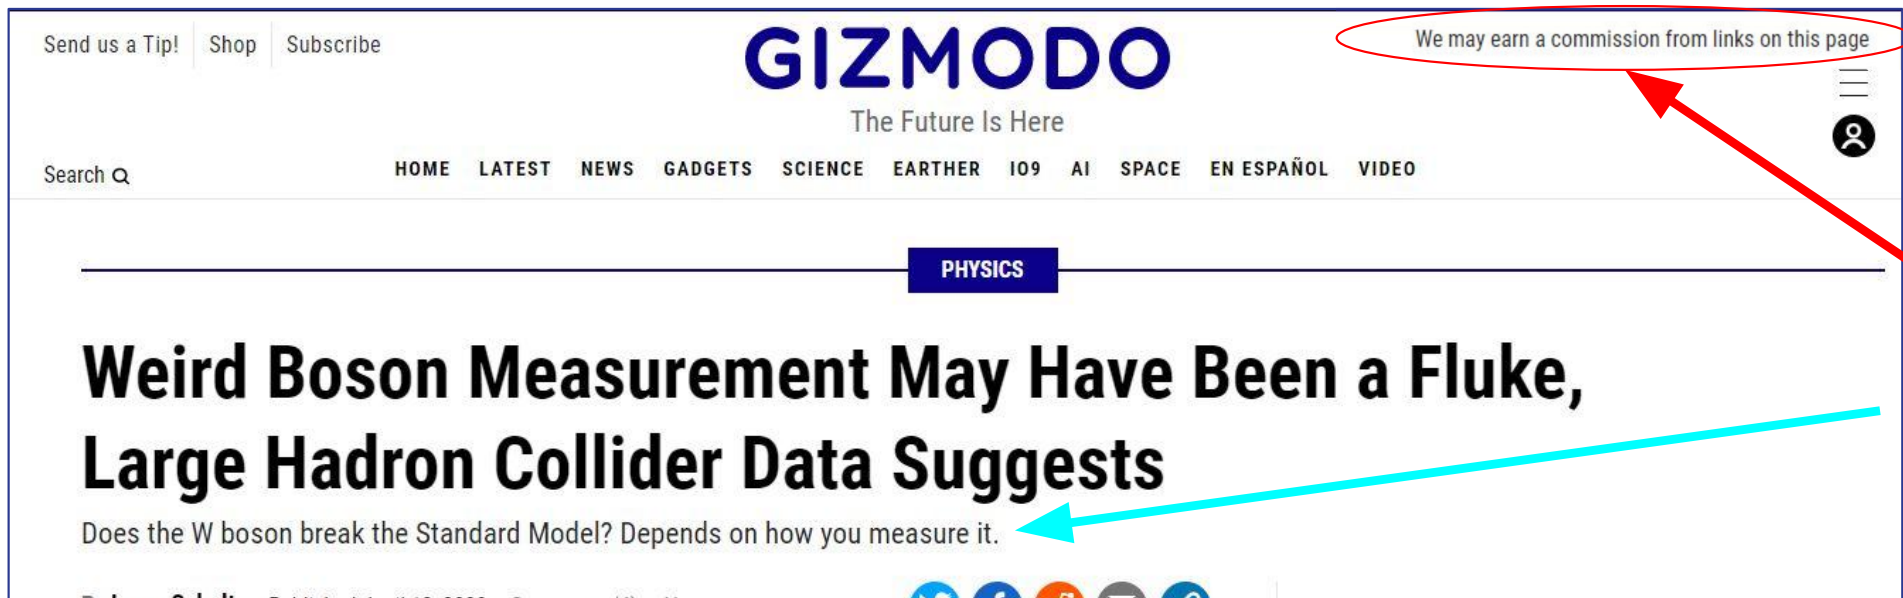 Send us a Tip! Shop Subscribe
GIZMODO
We may earn a commission from links on this page
The Future Is Here
Search
HOME LATEST NEWS GADGETS SCIENCE EARTHER IO9 AI SPACE EN ESPAÑOL VIDEO
PHYSICS
Weird Boson Measurement May Have Been a Fluke,
Large Hadron Collider Data Suggests
Does the W boson break the Standard Model? Depends on how you measure it.